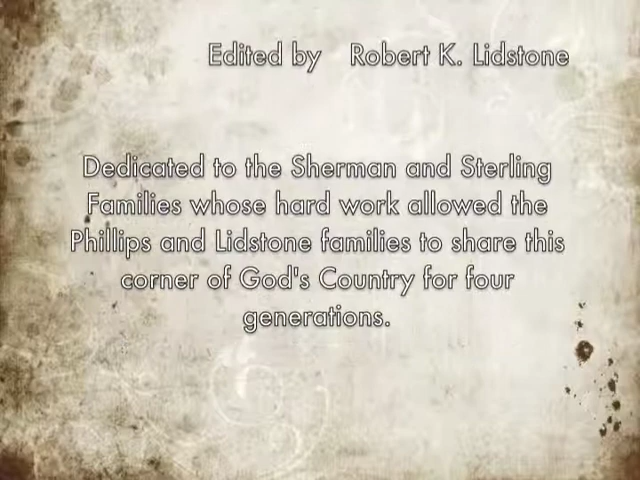 Edited by Robert K. Lidstone
Dedicated to the Sherman and Sterling
Families whose hard work allowed the
Phillips and Lidstone families to share this
corner of God's Country for four
generations.